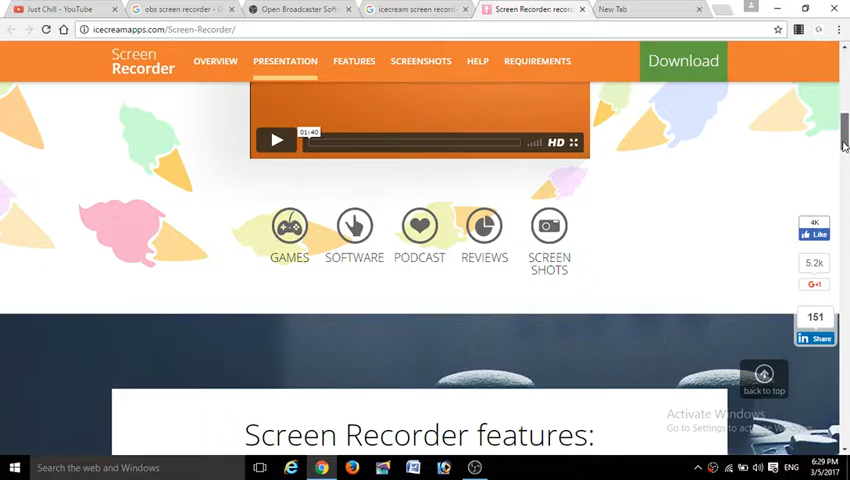 Just Chill - YouTube
obs screen recorder - G
Open Broadcaster Soft
icecream screen record
Screen Recorder: recor
New Tab
icecreamapps.com/Screen-Recorder/
Screen
Recorder
OVERVIEW
PRESENTATION
FEATURES
SCREENSHOTS
HELP
REQUIREMENTS
Download
01:40
HD
GAMES
SOFTWARE
PODCAST
REVIEWS
SCREEN
SHOTS
4K
Like
5.2k
G+1
151
in Share
back to top
Screen Recorder features:
Activate Windows
Go to Settings to activate Windows.
Search the web and Windows
ENG
6:29 PM
3/5/2017